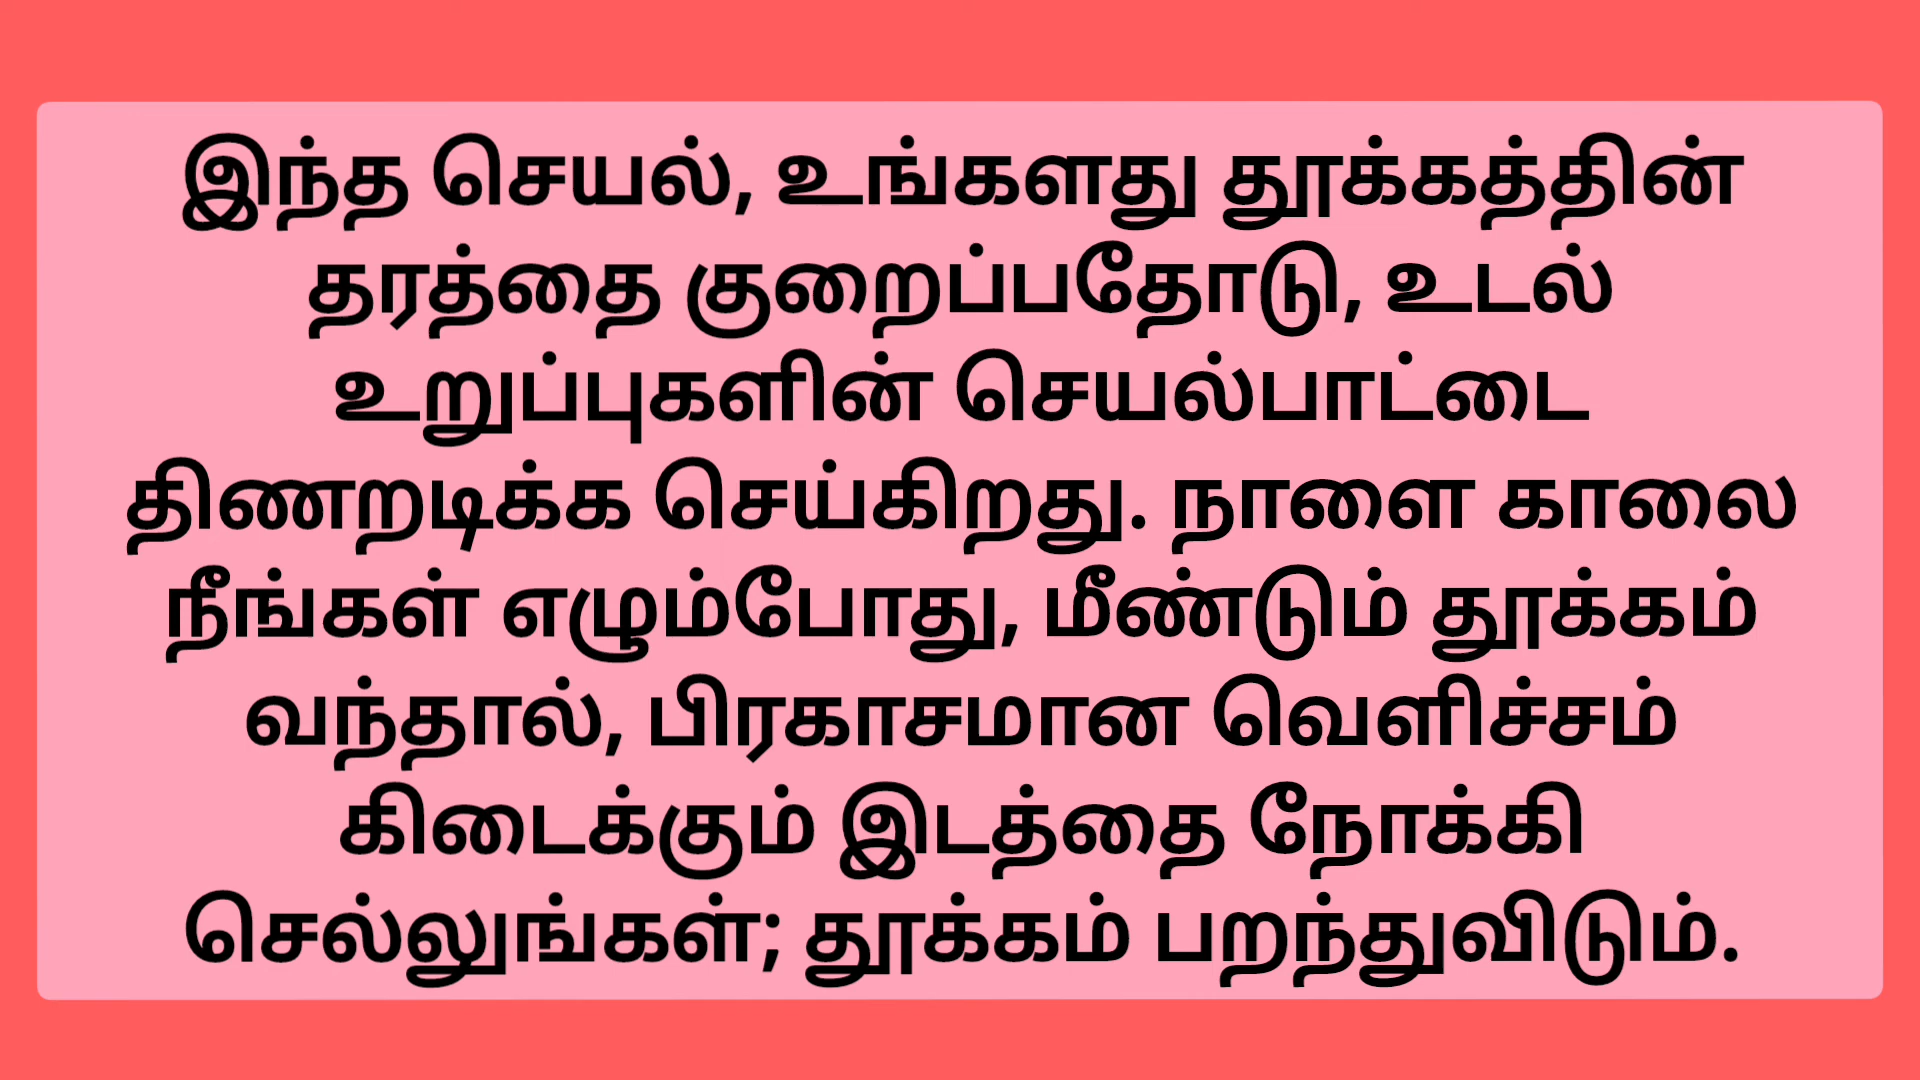 இந்த செயல், உங்களது தூக்கத்தின்
தரத்தை குறைப்பதோடு, உடல்
உறுப்புகளின் செயல்பாட்டை
திணறடிக்க செய்கிறது. நாளை காலை
நீங்கள் எழும்போது, மீண்டும் தூக்கம்
வந்தால், பிரகாசமான வெளிச்சம்
கிடைக்கும் இடத்தை நோக்கி
செல்லுங்கள்; தூக்கம் பறந்துவிடும்.